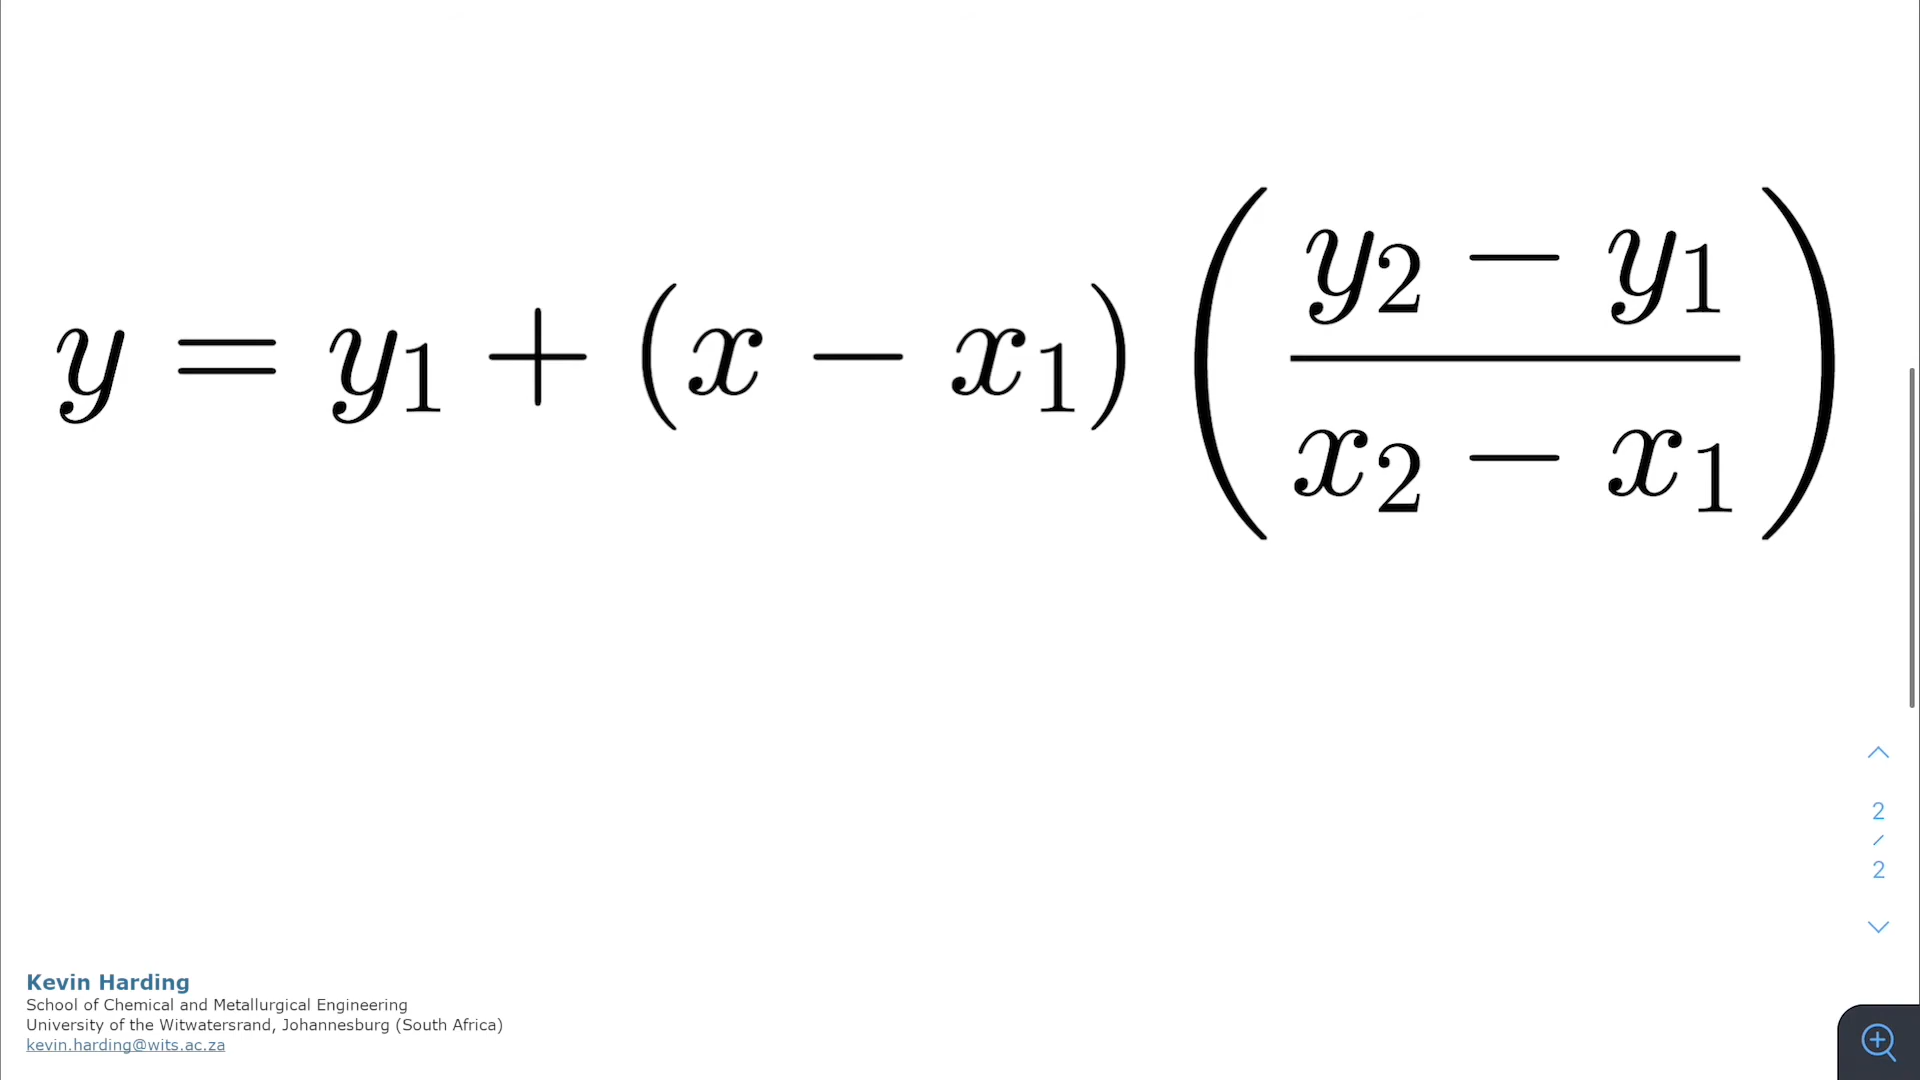 y = y₁ + (x − x₁) ( (y₂ − y₁) / (x₂ − x₁) )
2
/
2
Kevin Harding
School of Chemical and Metallurgical Engineering
University of the Witwatersrand, Johannesburg (South Africa)
kevin.harding@wits.ac.za